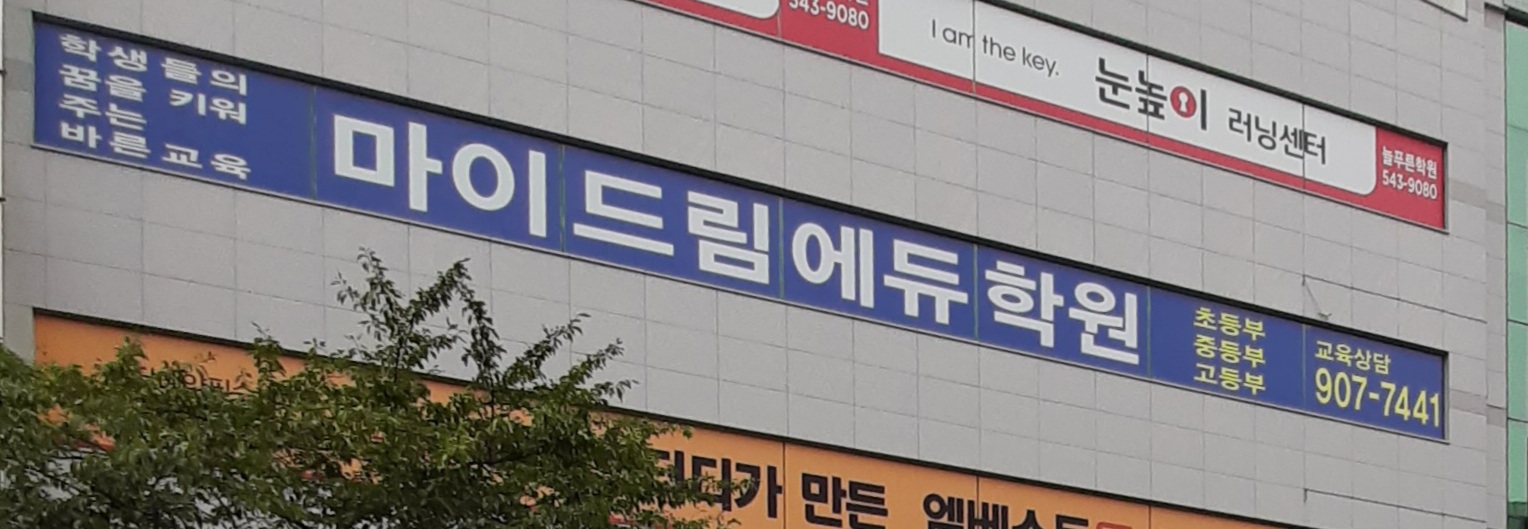 543-9080
I am the key.
눈높이 러닝센터
늘푸른학원
543-9080
학생들의
꿈을 키워
주는
바른교육
마이드림에듀학원
초등부
중등부
고등부
교육상담
907-7441
만든